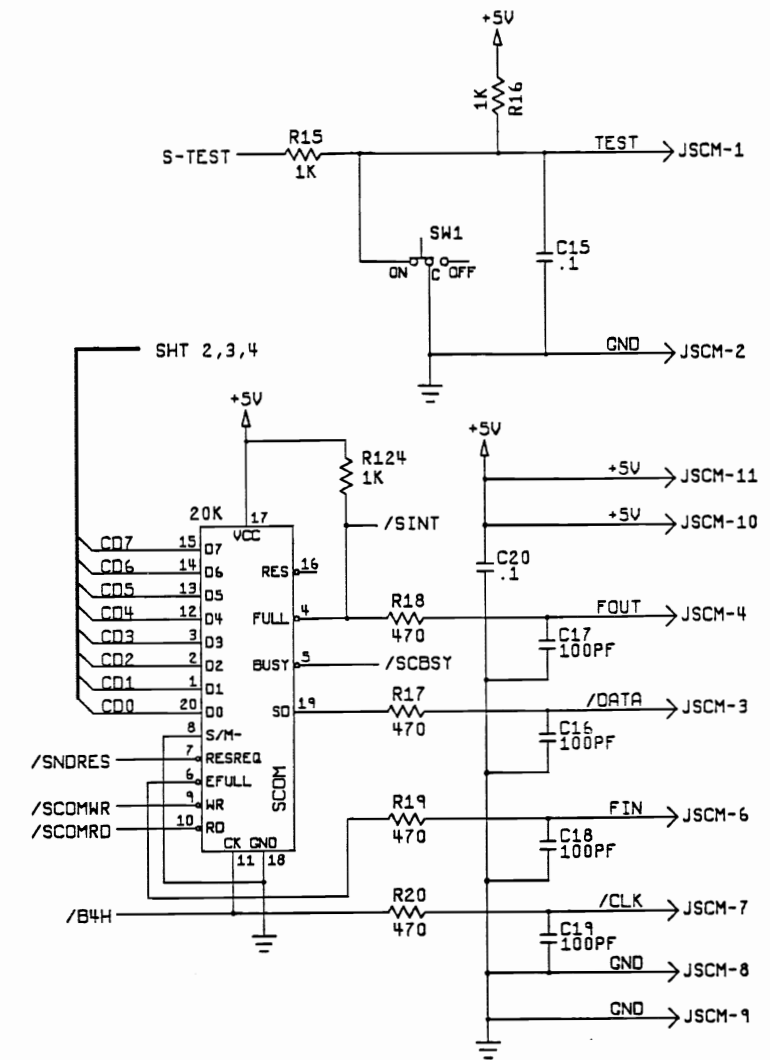 +5V
1K
R16
R15
S-TEST
1K
TEST
JSCM-1
SW1
ON
C
OFF
C15
.1
GND
JSCM-2
SHT 2,3,4
+5V
+5V
R124
1K
+5V
JSCM-11
20K
17
VCC
/SINT
+5V
JSCM-10
CD7
15
D7
CD6
14
D6
RES
16
C20
.1
CD5
13
D5
CD4
12
D4
FULL
4
R18
470
FOUT
JSCM-4
CD3
3
D3
C17
100PF
CD2
2
D2
BUSY
5
/SCBSY
CD1
1
D1
CD0
20
D0
SD
19
R17
470
/DATA
JSCM-3
8
S/M-
C16
100PF
/SNDRES
7
RESREQ
6
EFULL
SCOM
/SCOMWR
9
WR
R19
470
FIN
JSCM-6
/SCOMRD
10
RD
CK
GND
11
18
C18
100PF
/B4H
R20
470
/CLK
JSCM-7
C19
100PF
GND
JSCM-8
GND
JSCM-9